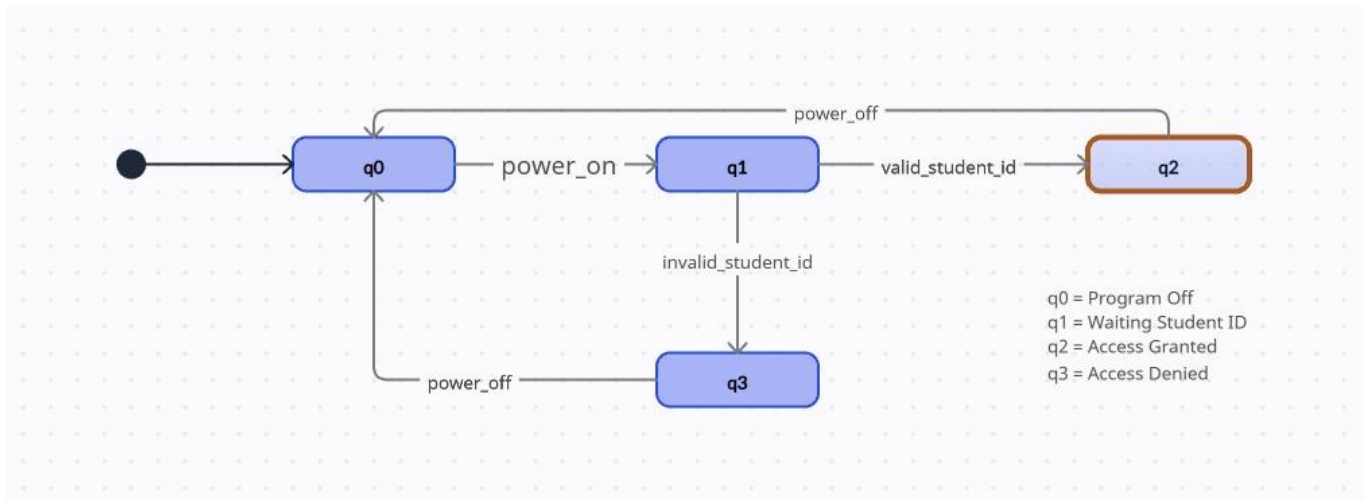 power_off
q0
power_on
q1
valid_student_id
q2
invalid_student_id
q0 = Program Off
q1 = Waiting Student ID
q2 = Access Granted
q3 = Access Denied
power_off
q3